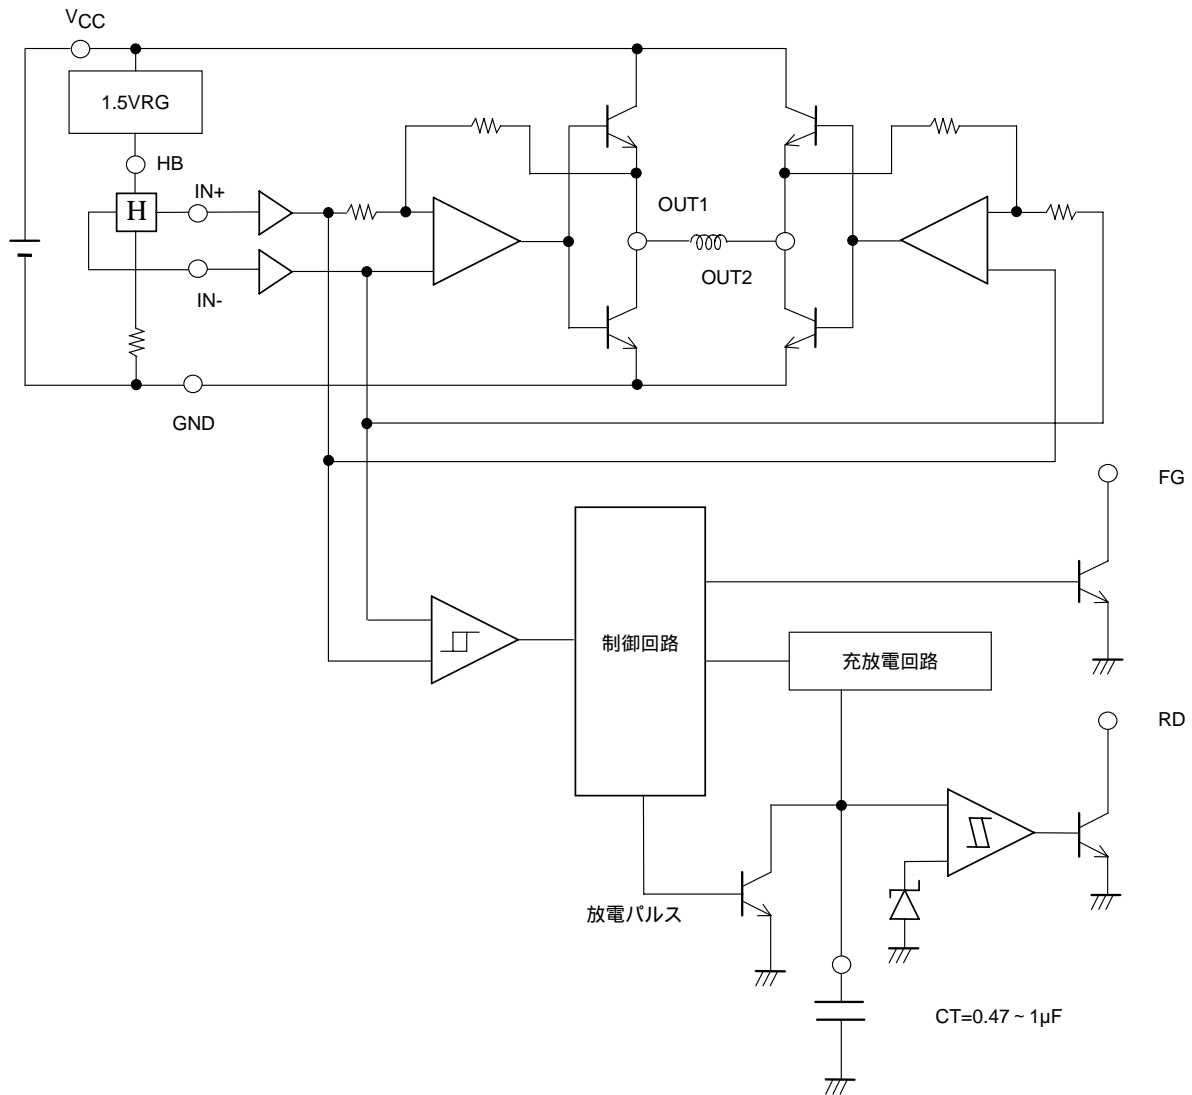 VCC
1.5VRG
HB
IN+
H
OUT1
OUT2
IN-
GND
FG
制御回路
充放電回路
RD
放電パルス
CT=0.47 ~ 1µF